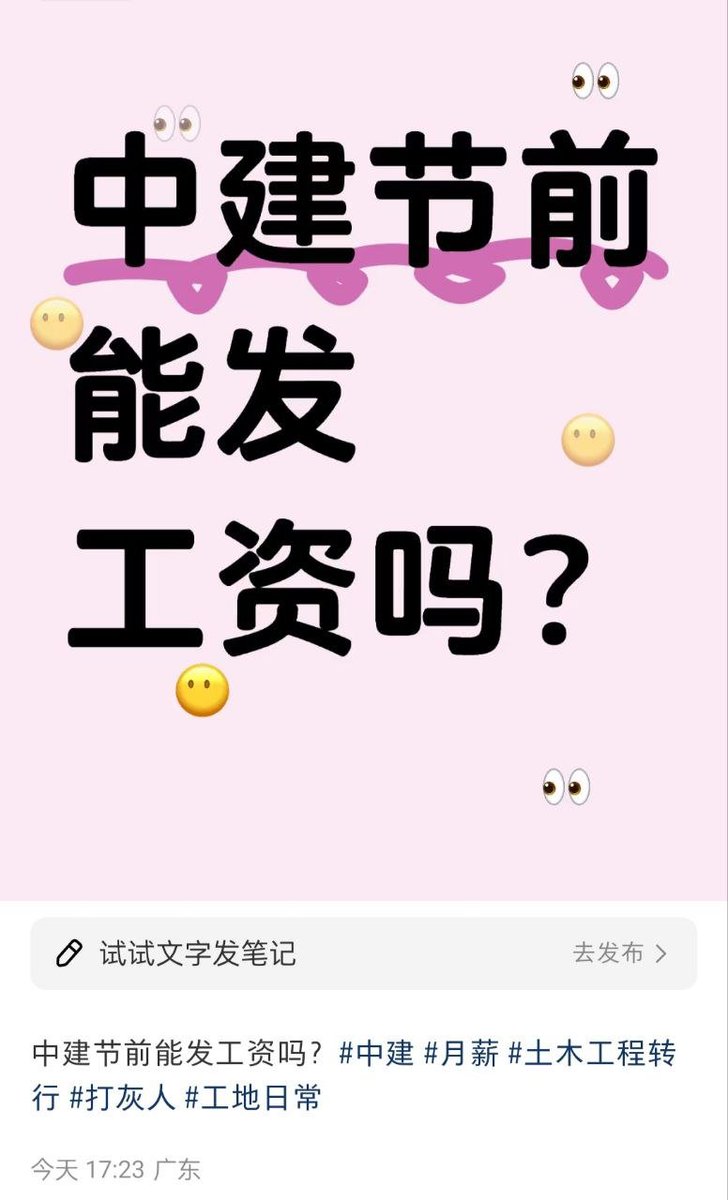 中建节前
能发
工资吗？
试试文字发笔记
去发布
中建节前能发工资吗？#中建 #月薪 #土木工程转
行 #打灰人 #工地日常
今天 17:23 广东